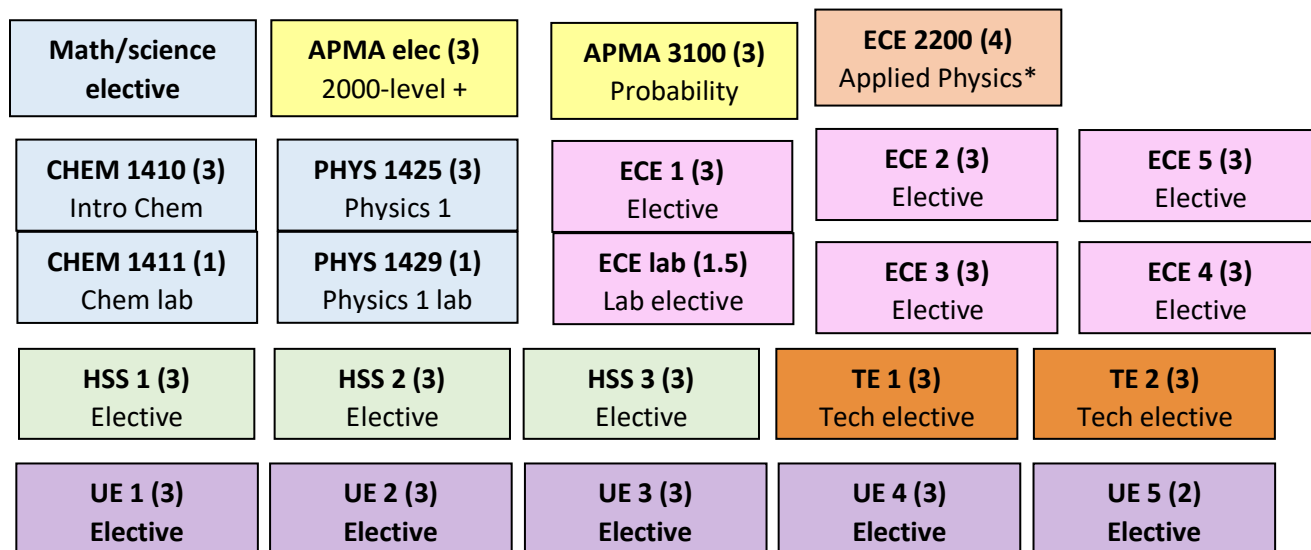 Math/science
elective
APMA elec (3)
2000-level +
APMA 3100 (3)
Probability
ECE 2200 (4)
Applied Physics*
CHEM 1410 (3)
Intro Chem
PHYS 1425 (3)
Physics 1
ECE 1 (3)
Elective
ECE 2 (3)
Elective
ECE 5 (3)
Elective
CHEM 1411 (1)
Chem lab
PHYS 1429 (1)
Physics 1 lab
ECE lab (1.5)
Lab elective
ECE 3 (3)
Elective
ECE 4 (3)
Elective
HSS 1 (3)
Elective
HSS 2 (3)
Elective
HSS 3 (3)
Elective
TE 1 (3)
Tech elective
TE 2 (3)
Tech elective
UE 1 (3)
Elective
UE 2 (3)
Elective
UE 3 (3)
Elective
UE 4 (3)
Elective
UE 5 (2)
Elective